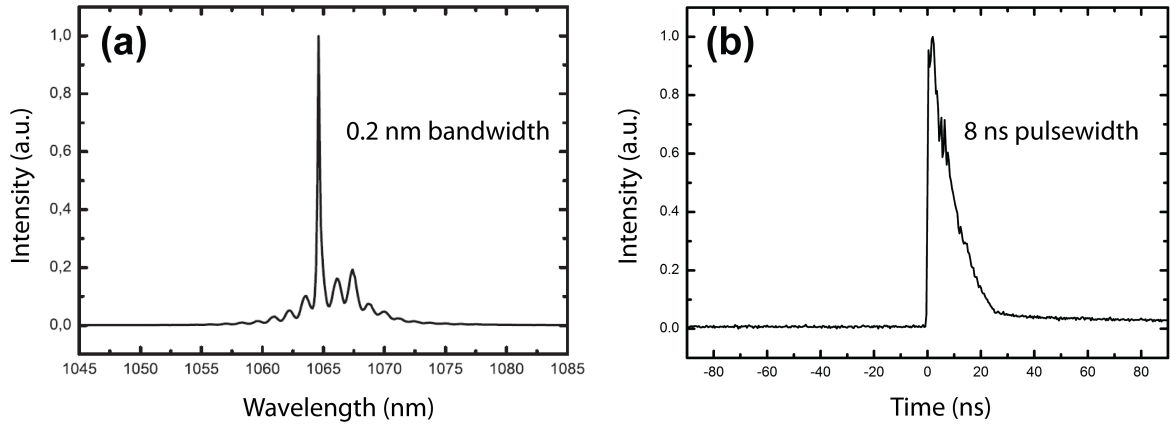 (a)
0.2 nm bandwidth
Intensity (a.u.)
1,0
0,8
0,6
0,4
0,2
0,0
1045 1050 1055 1060 1065 1070 1075 1080 1085
Wavelength (nm)
(b)
8 ns pulsewidth
Intensity (a.u.)
1.0
0.8
0.6
0.4
0.2
0.0
-80 -60 -40 -20 0 20 40 60 80
Time (ns)